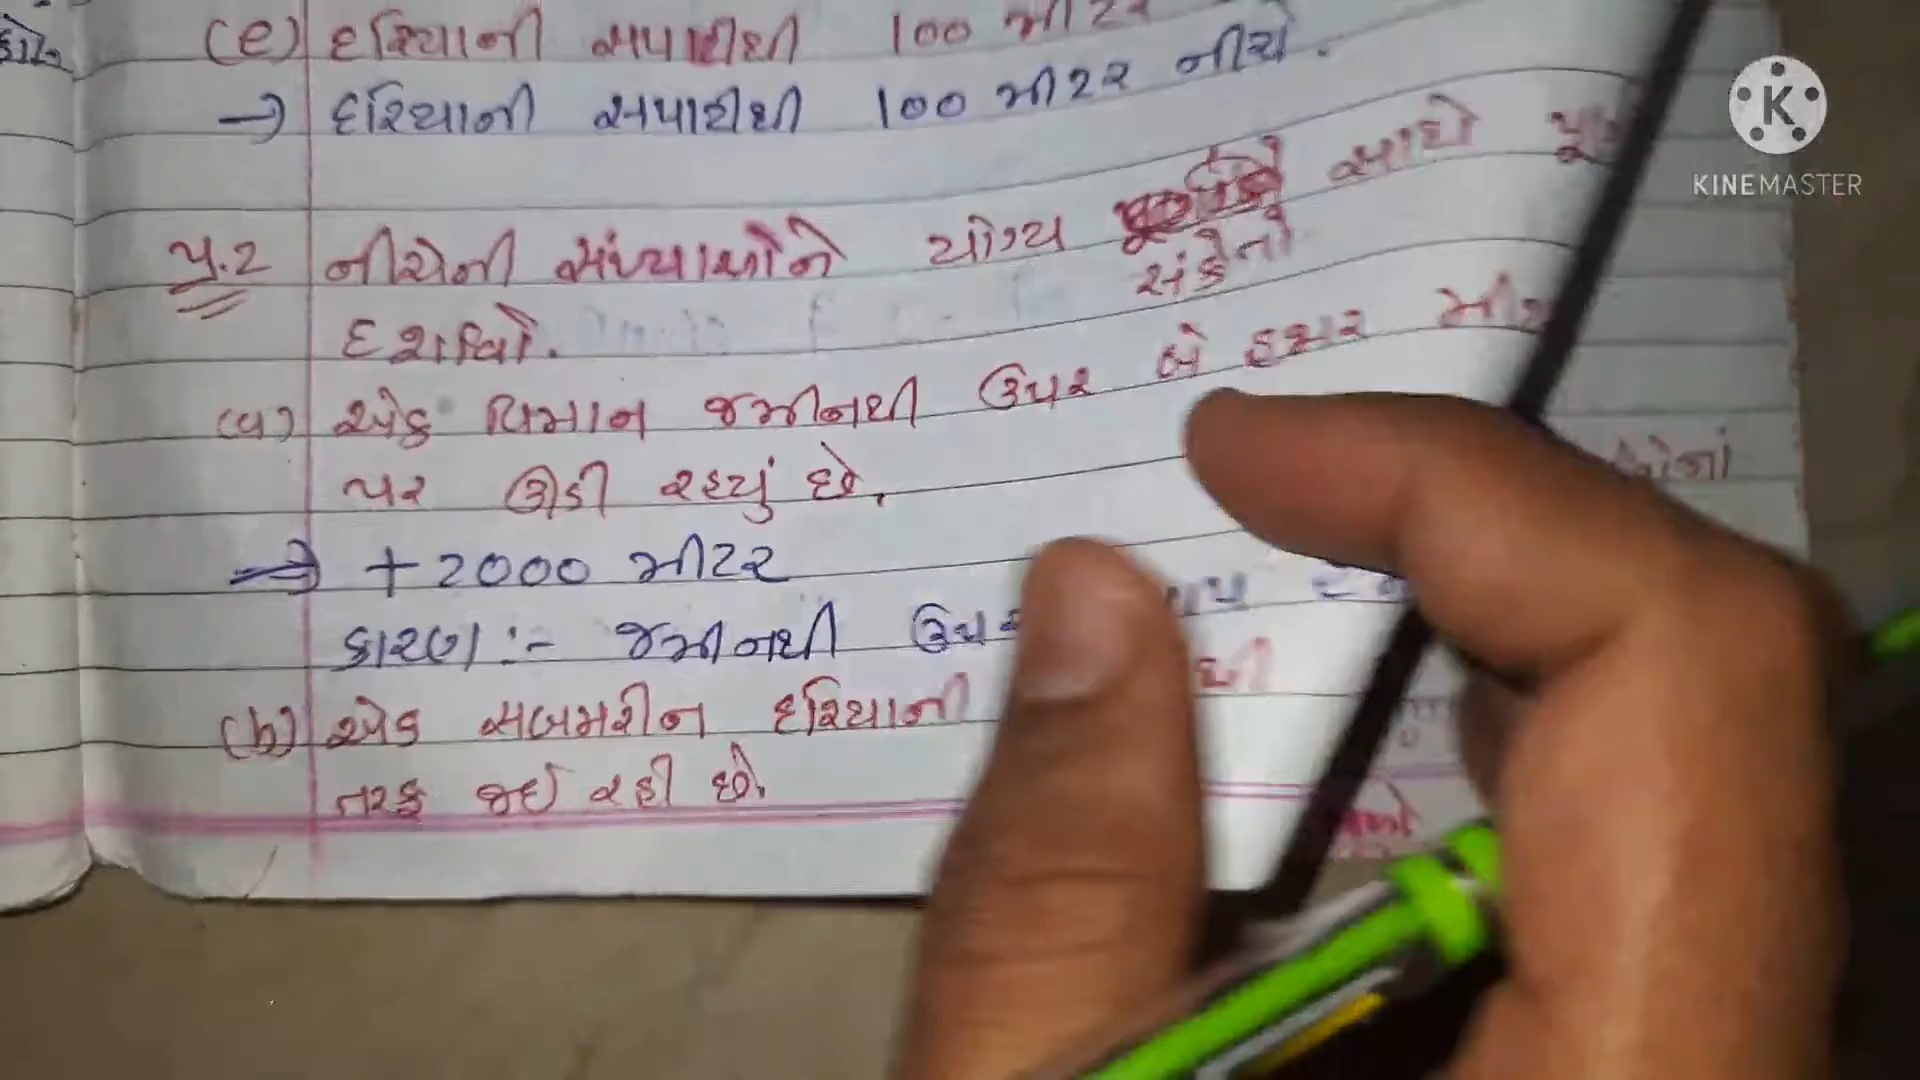 (e) દરિયાની સપાટીથી 100 મીટર
→ દરિયાની સપાટીથી 100 મીટર નીચે.
પ્ર.2 નીચેની સંખ્યાઓને યોગ્ય સંકેતો સાથે
દર્શાવો.
(a) એક વિમાન જમીનથી ઉપર બે હજાર
પર ઊડી રહ્યું છે.
→ +2000 મીટર
કારણ :- જમીનથી ઉપર
(b) એક સબમરીન દરિયાની
તરફ જઈ રહી છે.
KINEMASTER